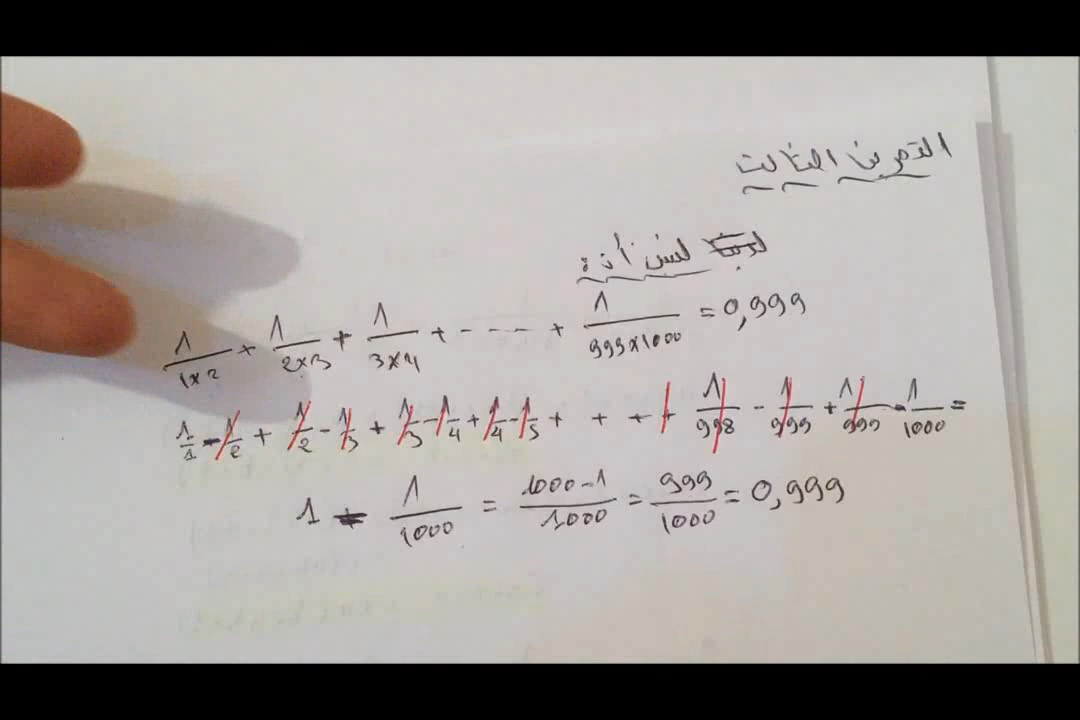 التمرين الثالث
لنبين أنه
1/(1×2) + 1/(2×3) + 1/(3×4) + ---- + 1/(999×1000) = 0,999
1/1 - 1/2 + 1/2 - 1/3 + 1/3 - 1/4 + 1/4 - 1/5 + + + + 1/998 - 1/999 + 1/999 - 1/1000 =
1 - 1/1000 = (1000-1)/1000 = 999/1000 = 0,999